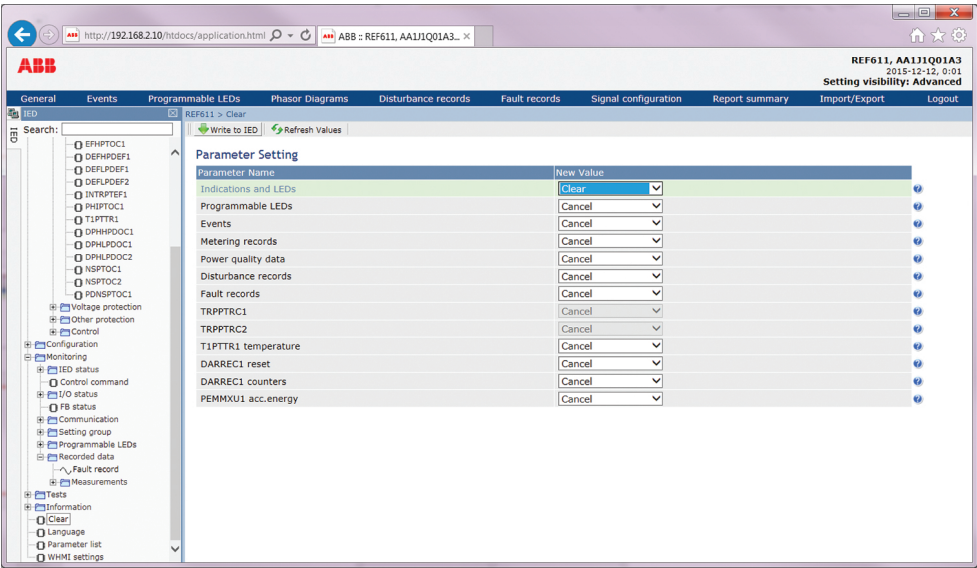 http://192.168.2.10/htdocs/application.html
ABB :: REF611, AA1J1Q01A3...
ABB
REF611, AA1J1Q01A3
2015-12-12, 0:01
Setting visibility: Advanced
General Events Programmable LEDs Phasor Diagrams Disturbance records Fault records Signal configuration Report summary Import/Export Logout
IED
IED
Search:
EFHPTOC1
DEFHPDEF1
DEFLPDEF1
DEFLPDEF2
INTRPTEF1
PHIPTOC1
T1PTTR1
DPHHPDOC1
DPHLPDOC1
DPHLPDOC2
NSPTOC1
NSPTOC2
PDNSPTOC1
Voltage protection
Other protection
Control
Configuration
Monitoring
IED status
Control command
I/O status
FB status
Communication
Setting group
Programmable LEDs
Recorded data
Fault record
Measurements
Tests
Information
Clear
Language
Parameter list
WHMI settings
REF611 > Clear
Write to IED Refresh Values
Parameter Setting
Parameter Name New Value
Indications and LEDs Clear
Programmable LEDs Cancel
Events Cancel
Metering records Cancel
Power quality data Cancel
Disturbance records Cancel
Fault records Cancel
TRPPTRC1 Cancel
TRPPTRC2 Cancel
T1PTTR1 temperature Cancel
DARREC1 reset Cancel
DARREC1 counters Cancel
PEMMXU1 acc.energy Cancel